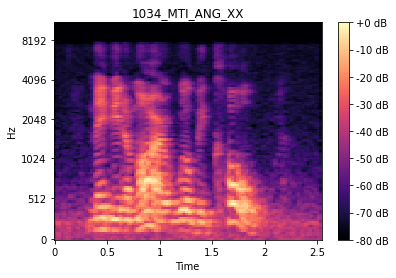 1034_MTI_ANG_XX
+0 dB
8192
-10 dB
4096
-20 dB
-30 dB
2048
-40 dB
Hz
1024
-50 dB
512
-60 dB
-70 dB
0
-80 dB
0 0.5 1 1.5 2 2.5
Time